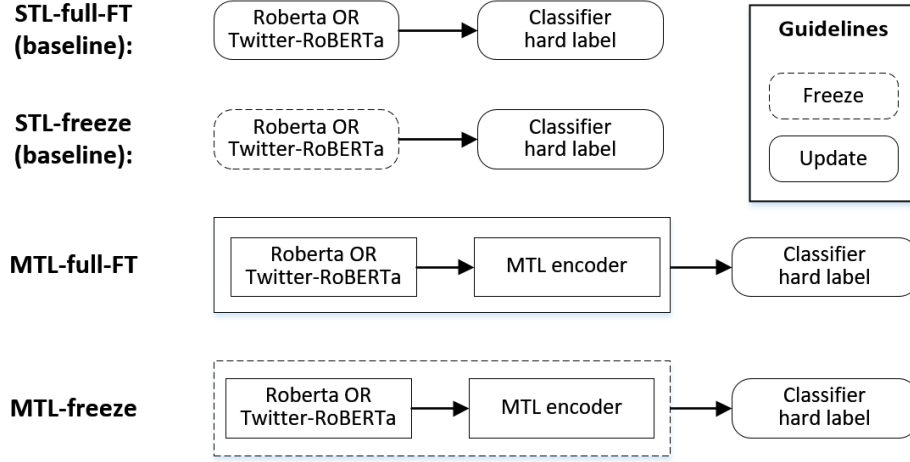 STL-full-FT
(baseline):
Roberta OR
Twitter-RoBERTa
Classifier
hard label
Guidelines
Freeze
Update
STL-freeze
(baseline):
Roberta OR
Twitter-RoBERTa
Classifier
hard label
MTL-full-FT
Roberta OR
Twitter-RoBERTa
MTL encoder
Classifier
hard label
MTL-freeze
Roberta OR
Twitter-RoBERTa
MTL encoder
Classifier
hard label